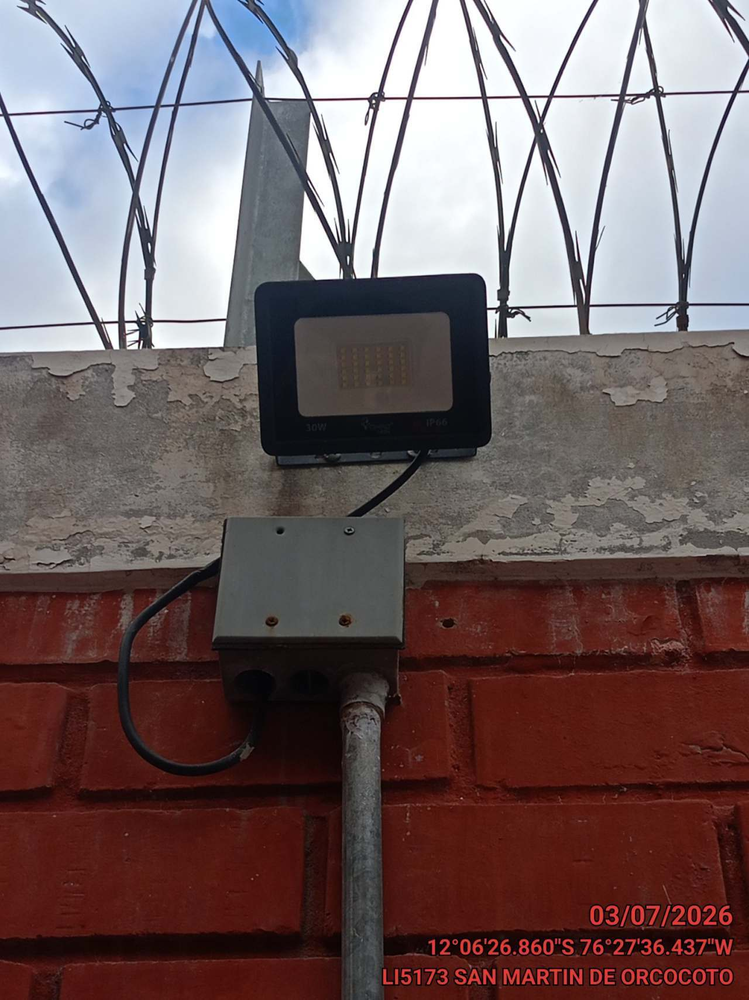 30W
IP66
03/07/2026
12°06'26.860"S 76°27'36.437"W
LI5173 SAN MARTIN DE ORCOCOTO